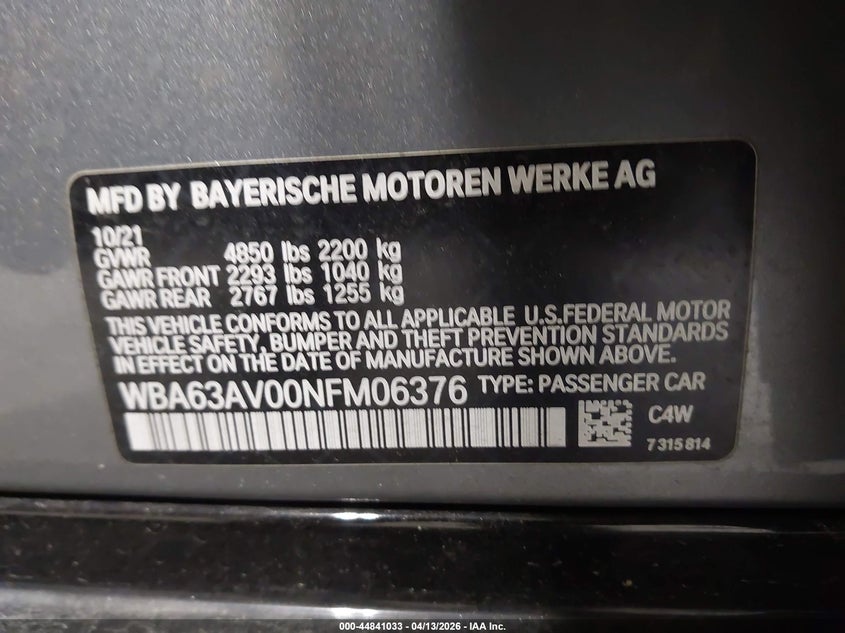 MFD BY BAYERISCHE MOTOREN WERKE AG
10/21
GVWR 4850 lbs 2200 kg
GAWR FRONT 2293 lbs 1040 kg
GAWR REAR 2767 lbs 1255 kg
THIS VEHICLE CONFORMS TO ALL APPLICABLE U.S.FEDERAL MOTOR
VEHICLE SAFETY, BUMPER AND THEFT PREVENTION STANDARDS
IN EFFECT ON THE DATE OF MANUFACTURE SHOWN ABOVE.
WBA63AV00NFM06376 TYPE: PASSENGER CAR
C4W
7315814
000-44841033 - 04/13/2026 - IAA Inc.